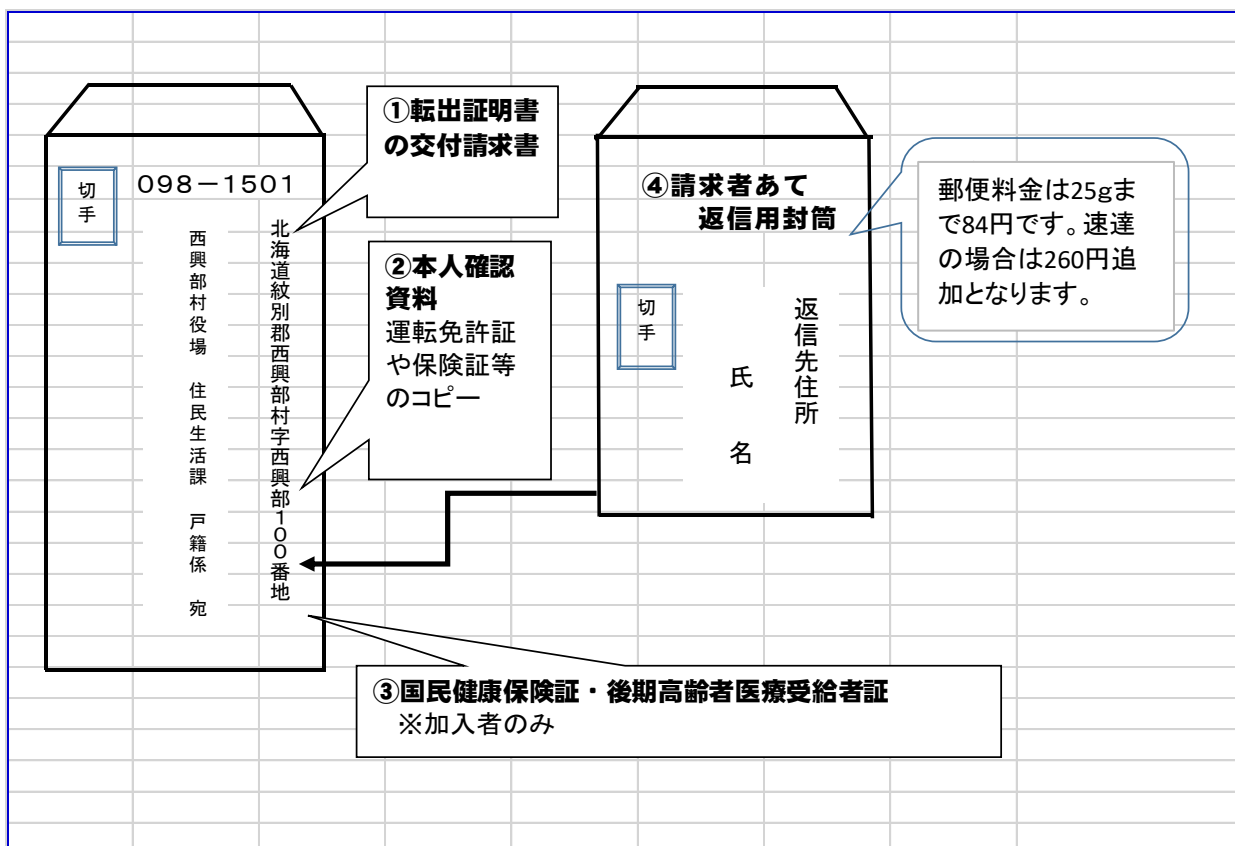 切手
098－1501
北海道紋別郡西興部村字西興部100番地
西興部村役場　住民生活課　戸籍係　宛
①転出証明書
の交付請求書
②本人確認
資料
運転免許証
や保険証等
のコピー
③国民健康保険証・後期高齢者医療受給者証
※加入者のみ
④請求者あて
返信用封筒
切手
返信先住所
氏　名
郵便料金は25gま
で84円です。速達
の場合は260円追
加となります。